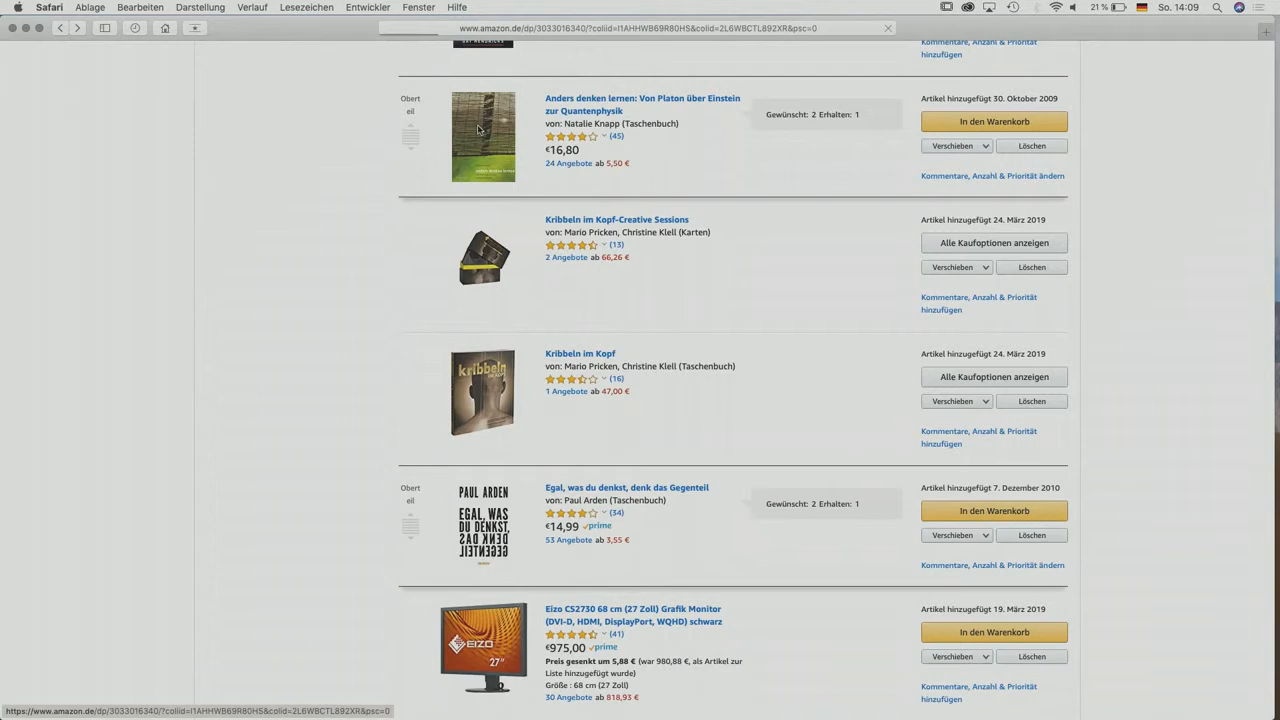 Safari Ablage Bearbeiten Darstellung Verlauf Lesezeichen Entwickler Fenster Hilfe
21 % So. 14:09
www.amazon.de/dp/3033016340/?coliid=I1AHHWB69R80HS&colid=2L6WBCTL892XR&psc=0
Kommentare, Anzahl & Priorität
hinzufügen
Obert
eil
Anders denken lernen: Von Platon über Einstein
zur Quantenphysik
von: Natalie Knapp (Taschenbuch)
(45)
€16,80
24 Angebote ab 5,50 €
Gewünscht: 2 Erhalten: 1
Artikel hinzugefügt 30. Oktober 2009
In den Warenkorb
Verschieben Löschen
Kommentare, Anzahl & Priorität ändern
Kribbeln im Kopf-Creative Sessions
von: Mario Pricken, Christine Klell (Karten)
(13)
2 Angebote ab 66,26 €
Artikel hinzugefügt 24. März 2019
Alle Kaufoptionen anzeigen
Verschieben Löschen
Kommentare, Anzahl & Priorität
hinzufügen
kribbeln
Kribbeln im Kopf
von: Mario Pricken, Christine Klell (Taschenbuch)
(16)
1 Angebote ab 47,00 €
Artikel hinzugefügt 24. März 2019
Alle Kaufoptionen anzeigen
Verschieben Löschen
Kommentare, Anzahl & Priorität
hinzufügen
Obert
eil
PAUL ARDEN
EGAL, WAS
DU DENKST,
DENK DAS
GEGENTEIL
Egal, was du denkst, denk das Gegenteil
von: Paul Arden (Taschenbuch)
(34)
€14,99 prime
53 Angebote ab 3,55 €
Gewünscht: 2 Erhalten: 1
Artikel hinzugefügt 7. Dezember 2010
In den Warenkorb
Verschieben Löschen
Kommentare, Anzahl & Priorität ändern
EIZO
27"
Eizo CS2730 68 cm (27 Zoll) Grafik Monitor
(DVI-D, HDMI, DisplayPort, WQHD) schwarz
(41)
€975,00 prime
Preis gesenkt um 5,88 € (war 980,88 €, als Artikel zur
Liste hinzugefügt wurde)
Größe : 68 cm (27 Zoll)
30 Angebote ab 818,93 €
Artikel hinzugefügt 19. März 2019
In den Warenkorb
Verschieben Löschen
Kommentare, Anzahl & Priorität
hinzufügen
https://www.amazon.de/dp/3033016340/?coliid=I1AHHWB69R80HS&colid=2L6WBCTL892XR&psc=0